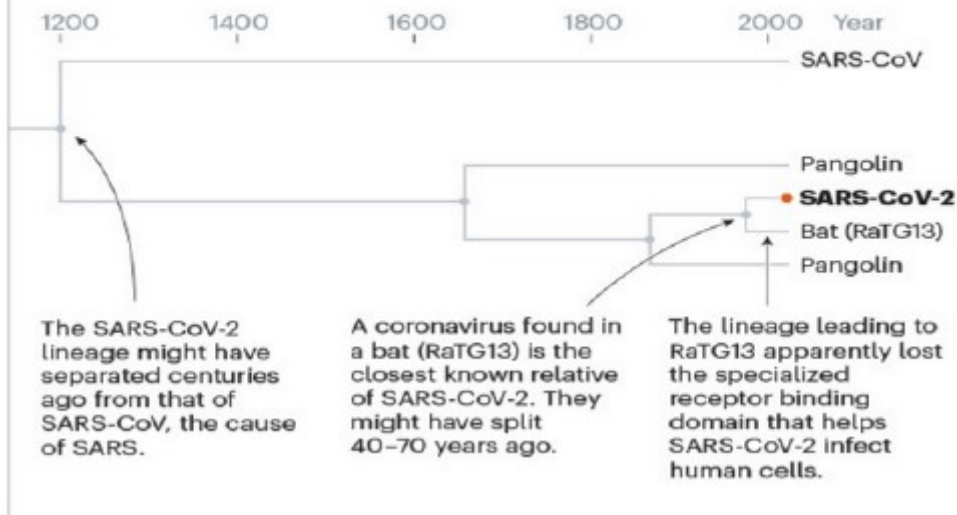 1200 1400 1600 1800 2000 Year
SARS-CoV
Pangolin
SARS-CoV-2
Bat (RaTG13)
Pangolin
The SARS-CoV-2
lineage might have
separated centuries
ago from that of
SARS-CoV, the cause
of SARS.
A coronavirus found in
a bat (RaTG13) is the
closest known relative
of SARS-CoV-2. They
might have split
40–70 years ago.
The lineage leading to
RaTG13 apparently lost
the specialized
receptor binding
domain that helps
SARS-CoV-2 infect
human cells.